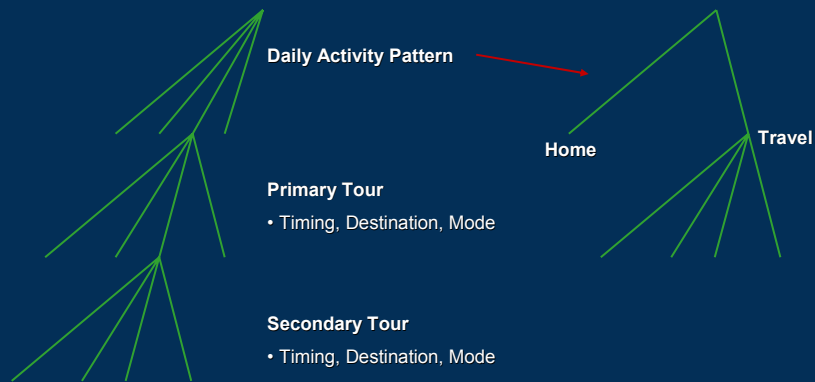 Daily Activity Pattern
Home
Travel
Primary Tour
• Timing, Destination, Mode
Secondary Tour
• Timing, Destination, Mode